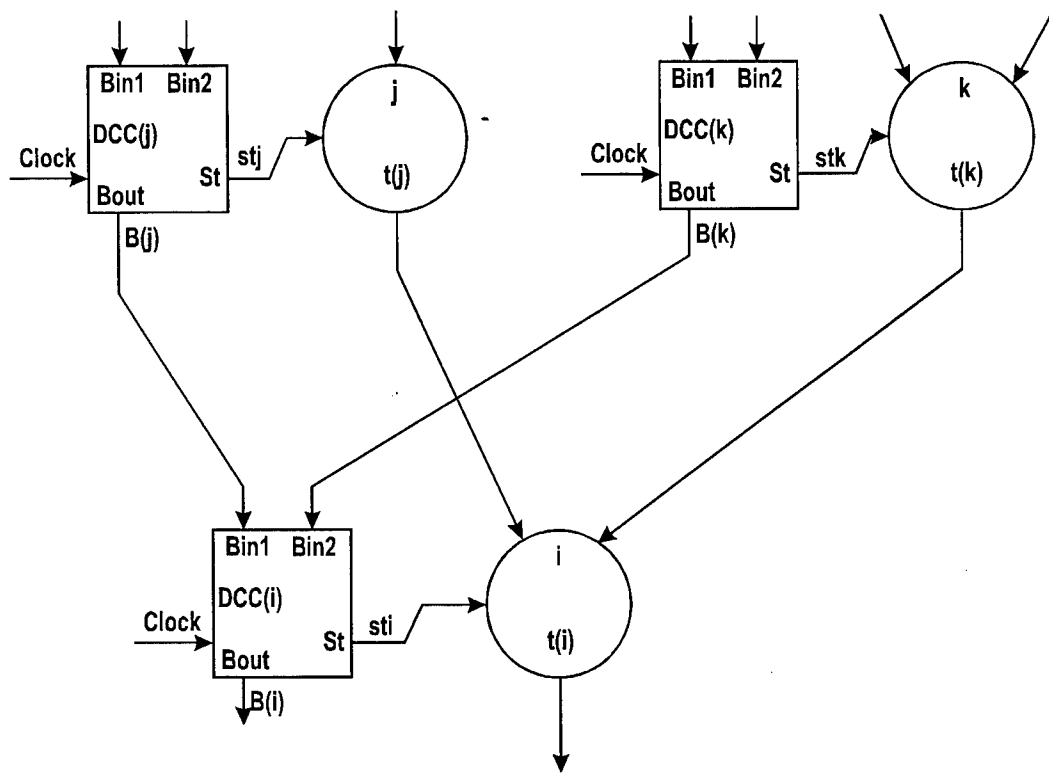 Bin1 Bin2
DCC(j)
Clock
St
stj
Bout
B(j)
j
t(j)
Bin1 Bin2
DCC(k)
Clock
St
stk
Bout
B(k)
k
t(k)
Bin1 Bin2
DCC(i)
Clock
St
sti
Bout
B(i)
i
t(i)